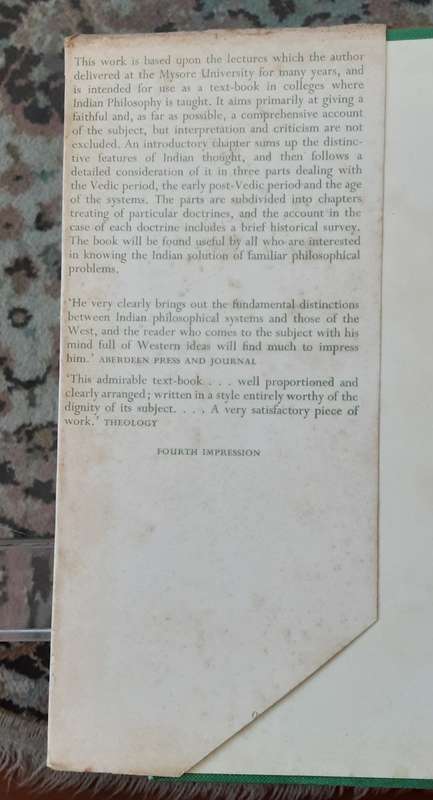 This work is based upon the lectures which the author
delivered at the Mysore University for many years, and
is intended for use as a text-book in colleges where
Indian Philosophy is taught. It aims primarily at giving a
faithful and, as far as possible, a comprehensive account
of the subject, but interpretation and criticism are not
excluded. An introductory chapter sums up the distinc-
tive features of Indian thought, and then follows a
detailed consideration of it in three parts dealing with
the Vedic period, the early post-Vedic period and the age
of the systems. The parts are subdivided into chapters
treating of particular doctrines, and the account in the
case of each doctrine includes a brief historical survey.
The book will be found useful by all who are interested
in knowing the Indian solution of familiar philosophical
problems.
'He very clearly brings out the fundamental distinctions
between Indian philosophical systems and those of the
West, and the reader who comes to the subject with his
mind full of Western ideas will find much to impress
him.' ABERDEEN PRESS AND JOURNAL
'This admirable text-book . . . well proportioned and
clearly arranged; written in a style entirely worthy of the
dignity of its subject. . . . A very satisfactory piece of
work.' THEOLOGY
FOURTH IMPRESSION